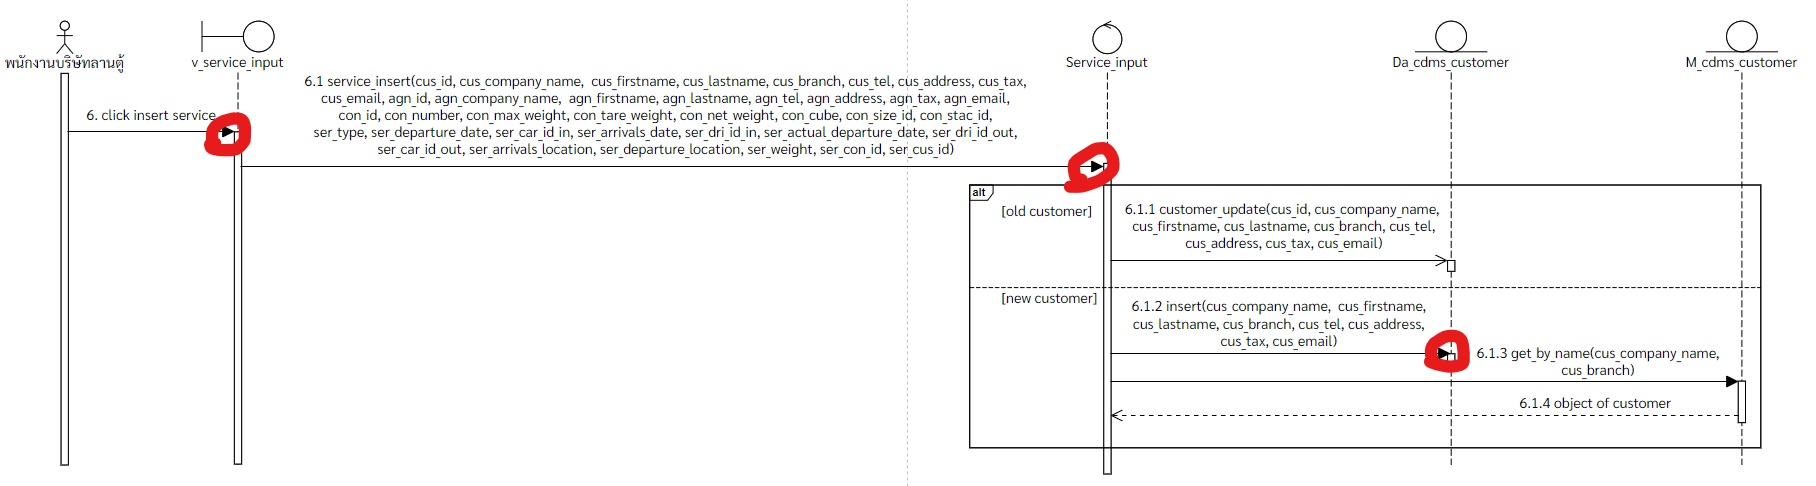 พนักงานบริษัทลานตู้
v_service_input
Service_input
Da_cdms_customer
M_cdms_customer
6. click insert service
6.1 service_insert(cus_id, cus_company_name, cus_firstname, cus_lastname, cus_branch, cus_tel, cus_address, cus_tax,
cus_email, agn_id, agn_company_name, agn_firstname, agn_lastname, agn_tel, agn_address, agn_tax, agn_email,
con_id, con_number, con_max_weight, con_tare_weight, con_net_weight, con_cube, con_size_id, con_stac_id,
ser_type, ser_departure_date, ser_car_id_in, ser_arrivals_date, ser_dri_id_in, ser_actual_departure_date, ser_dri_id_out,
ser_car_id_out, ser_arrivals_location, ser_departure_location, ser_weight, ser_con_id, ser_cus_id)
alt
[old customer]
6.1.1 customer_update(cus_id, cus_company_name,
cus_firstname, cus_lastname, cus_branch, cus_tel,
cus_address, cus_tax, cus_email)
[new customer]
6.1.2 insert(cus_company_name, cus_firstname,
cus_lastname, cus_branch, cus_tel, cus_address,
cus_tax, cus_email)
6.1.3 get_by_name(cus_company_name,
cus_branch)
6.1.4 object of customer